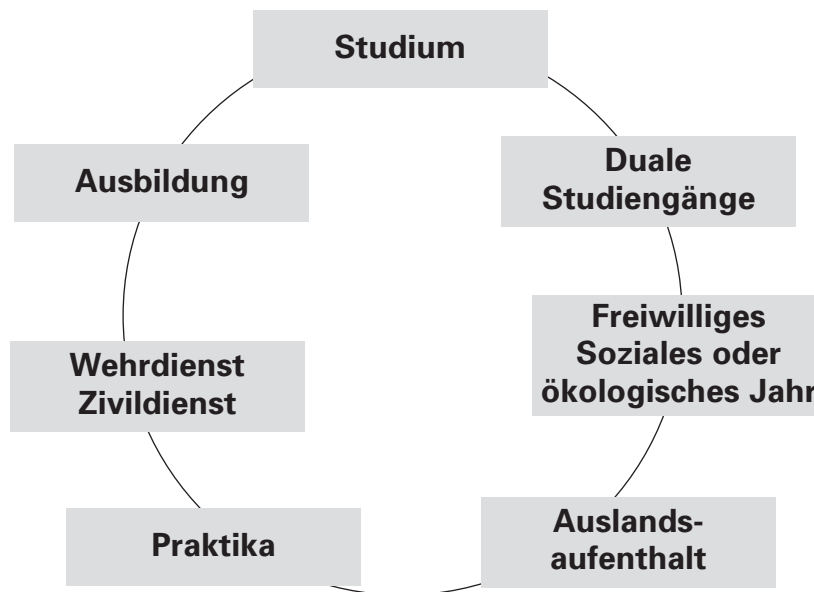 Studium
Duale
Studiengänge
Freiwilliges
Soziales oder
ökologisches Jahr
Auslands-
aufenthalt
Praktika
Wehrdienst
Zivildienst
Ausbildung